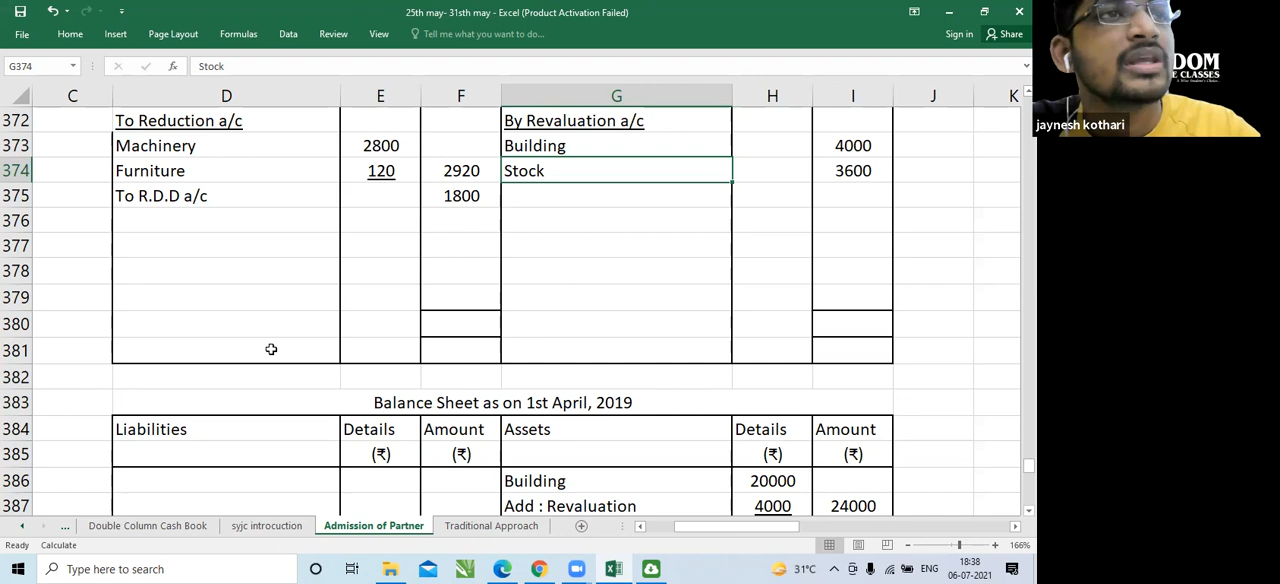 25th may- 31st may - Excel (Product Activation Failed)
File Home Insert Page Layout Formulas Data Review View Tell me what you want to do... Sign in Share
G374 fx Stock
C D E F G H I J K
372 To Reduction a/c By Revaluation a/c
373 Machinery 2800 Building 4000
374 Furniture 120 2920 Stock 3600
375 To R.D.D a/c 1800
376
377
378
379
380
381
382
383 Balance Sheet as on 1st April, 2019
384 Liabilities Details Amount Assets Details Amount
385 (₹) (₹) (₹) (₹)
386 Building 20000
387 Add : Revaluation 4000 24000
... Double Column Cash Book syjc introcuction Admission of Partner Traditional Approach
Ready Calculate 166%
Type here to search 31°C ENG 18:38
06-07-2021
DOM
E CLASSES
jaynesh kothari